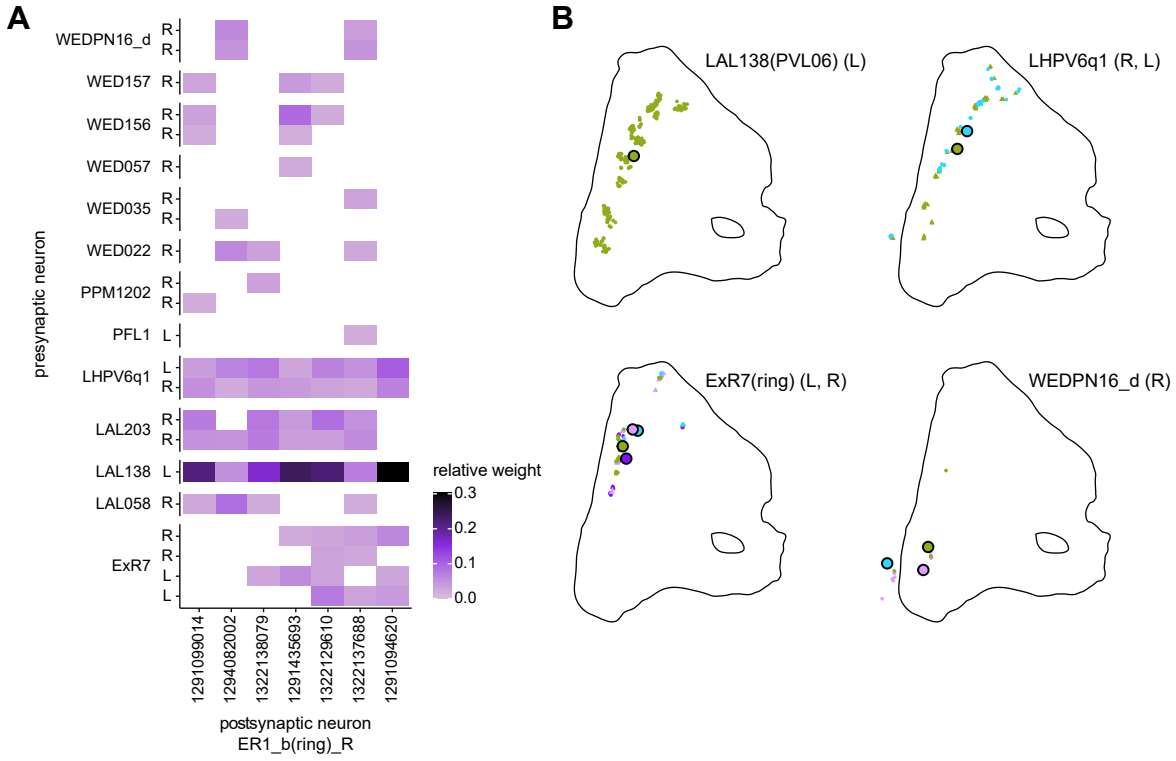 A
B
WEDPN16_d
R
R
WED157
R
WED156
R
R
WED057
R
WED035
R
R
WED022
R
PPM1202
R
R
PFL1
L
LHPV6q1
L
R
LAL203
R
R
LAL138
L
LAL058
R
ExR7
R
R
L
L
presynaptic neuron
1291099014
1294082002
1322138079
1291435693
1322129610
1322137688
1291094620
postsynaptic neuron
ER1_b(ring)_R
relative weight
0.3
0.2
0.1
0.0
LAL138(PVL06) (L)
LHPV6q1 (R, L)
ExR7(ring) (L, R)
WEDPN16_d (R)